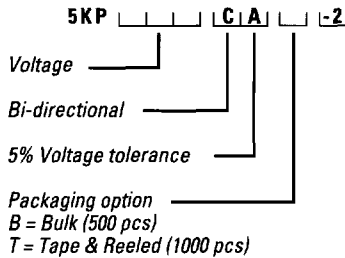 5KP C A -2
Voltage
Bi-directional
5% Voltage tolerance
Packaging option
B = Bulk (500 pcs)
T = Tape & Reeled (1000 pcs)